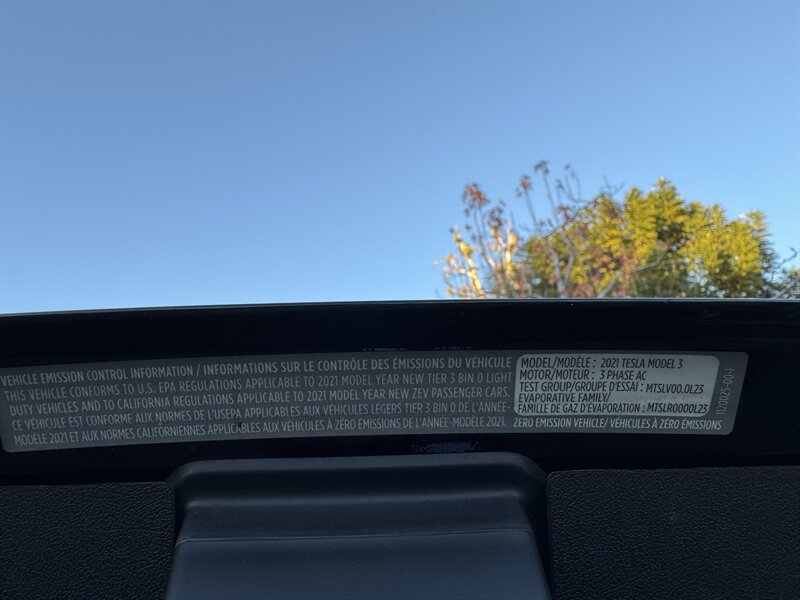 VEHICLE EMISSION CONTROL INFORMATION / INFORMATIONS SUR LE CONTRÔLE DES ÉMISSIONS DU VÉHICULE
THIS VEHICLE CONFORMS TO U.S. EPA REGULATIONS APPLICABLE TO 2021 MODEL YEAR NEW TIER 3 BIN 0 LIGHT
DUTY VEHICLES AND TO CALIFORNIA REGULATIONS APPLICABLE TO 2021 MODEL YEAR NEW ZEV PASSENGER CARS.
CE VÉHICULE EST CONFORME AUX NORMES DE L'USEPA APPLICABLES AUX VÉHICULES LÉGERS TIER 3 BIN 0 DE L'ANNÉE-
MODÈLE 2021 ET AUX NORMES CALIFORNIENNES APPLICABLES AUX VÉHICULES À ZÉRO ÉMISSIONS DE L'ANNÉE-MODÈLE 2021.
MODEL/MODÈLE : 2021 TESLA MODEL 3
MOTOR/MOTEUR : 3 PHASE AC
TEST GROUP/GROUPE D'ESSAI : MTSLV00.0L23
EVAPORATIVE FAMILY/
FAMILLE DE GAZ D'ÉVAPORATION : MTSLR0000L23
ZERO EMISSION VEHICLE/ VÉHICULES À ZÉRO ÉMISSIONS
1120025-00-F